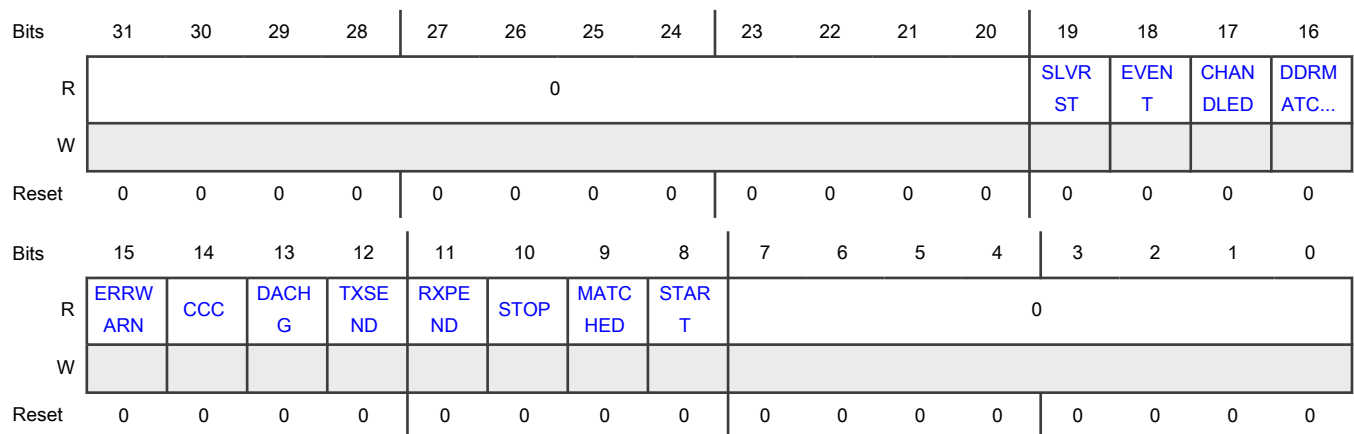 Bits 31 30 29 28 27 26 25 24 23 22 21 20 19 18 17 16
R 0 SLVR EVEN CHAN DDRM
ST T DLED ATC...
W
Reset 0 0 0 0 0 0 0 0 0 0 0 0 0 0 0 0
Bits 15 14 13 12 11 10 9 8 7 6 5 4 3 2 1 0
R ERRW CCC DACH TXSE RXPE STOP MATC STAR 0
ARN G ND ND HED T
W
Reset 0 0 0 0 0 0 0 0 0 0 0 0 0 0 0 0